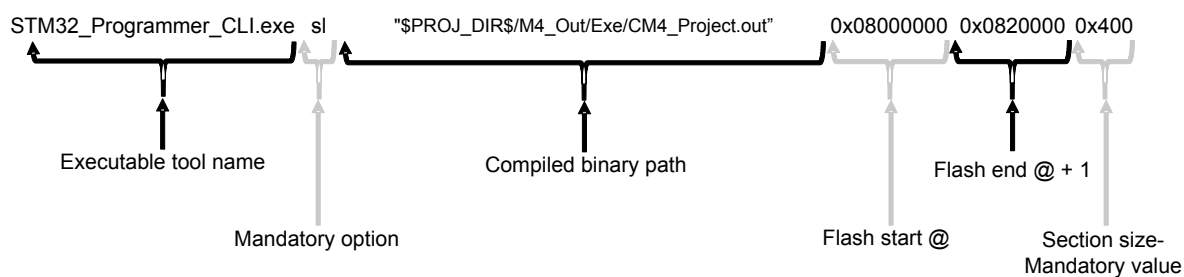 STM32_Programmer_CLI.exe sl "$PROJ_DIR$/M4_Out/Exe/CM4_Project.out” 0x08000000 0x0820000 0x400
Executable tool name
Compiled binary path
Flash end @ + 1
Mandatory option
Flash start @
Section size-
Mandatory value